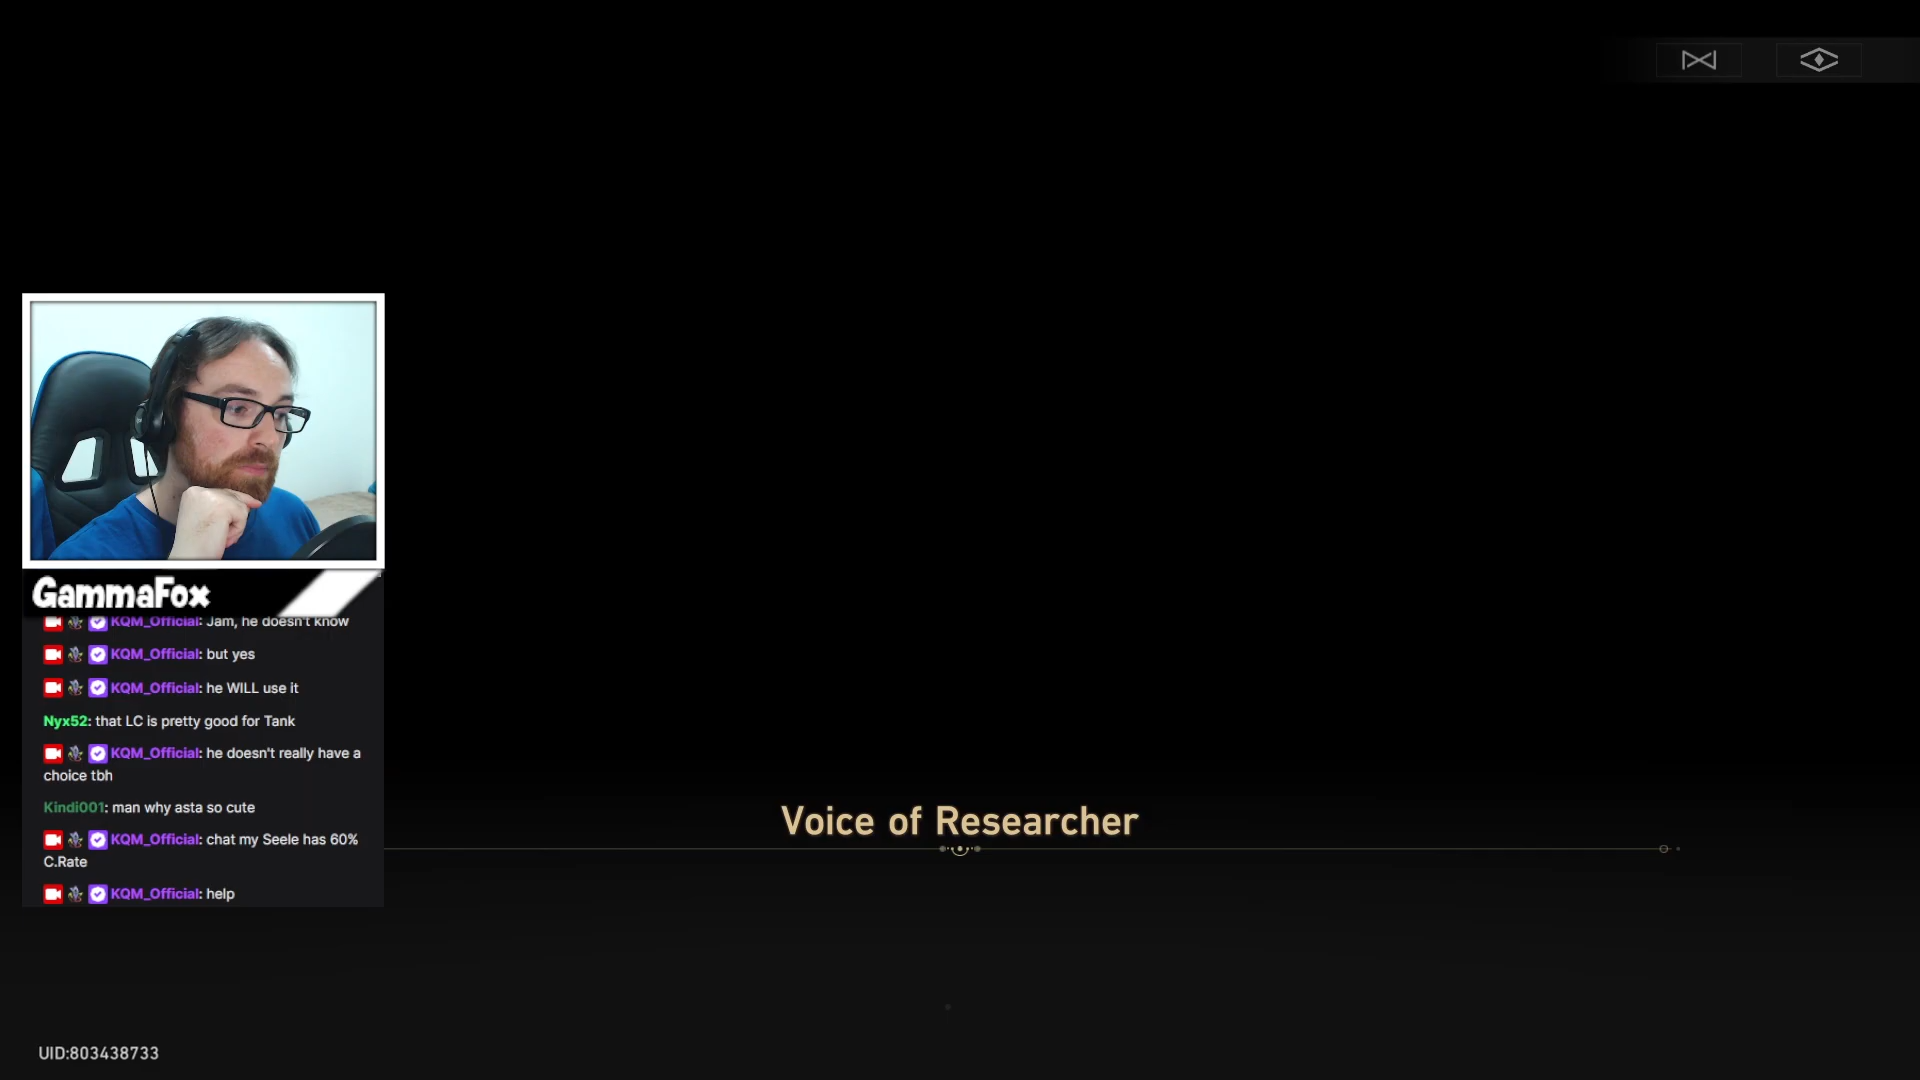 GammaFox
KQM_Official: Jam, he doesn't know
KQM_Official: but yes
KQM_Official: he WILL use it
Nyx52: that LC is pretty good for Tank
KQM_Official: he doesn't really have a
choice tbh
Kindi001: man why asta so cute
KQM_Official: chat my Seele has 60%
C.Rate
KQM_Official: help
Voice of Researcher
UID:803438733